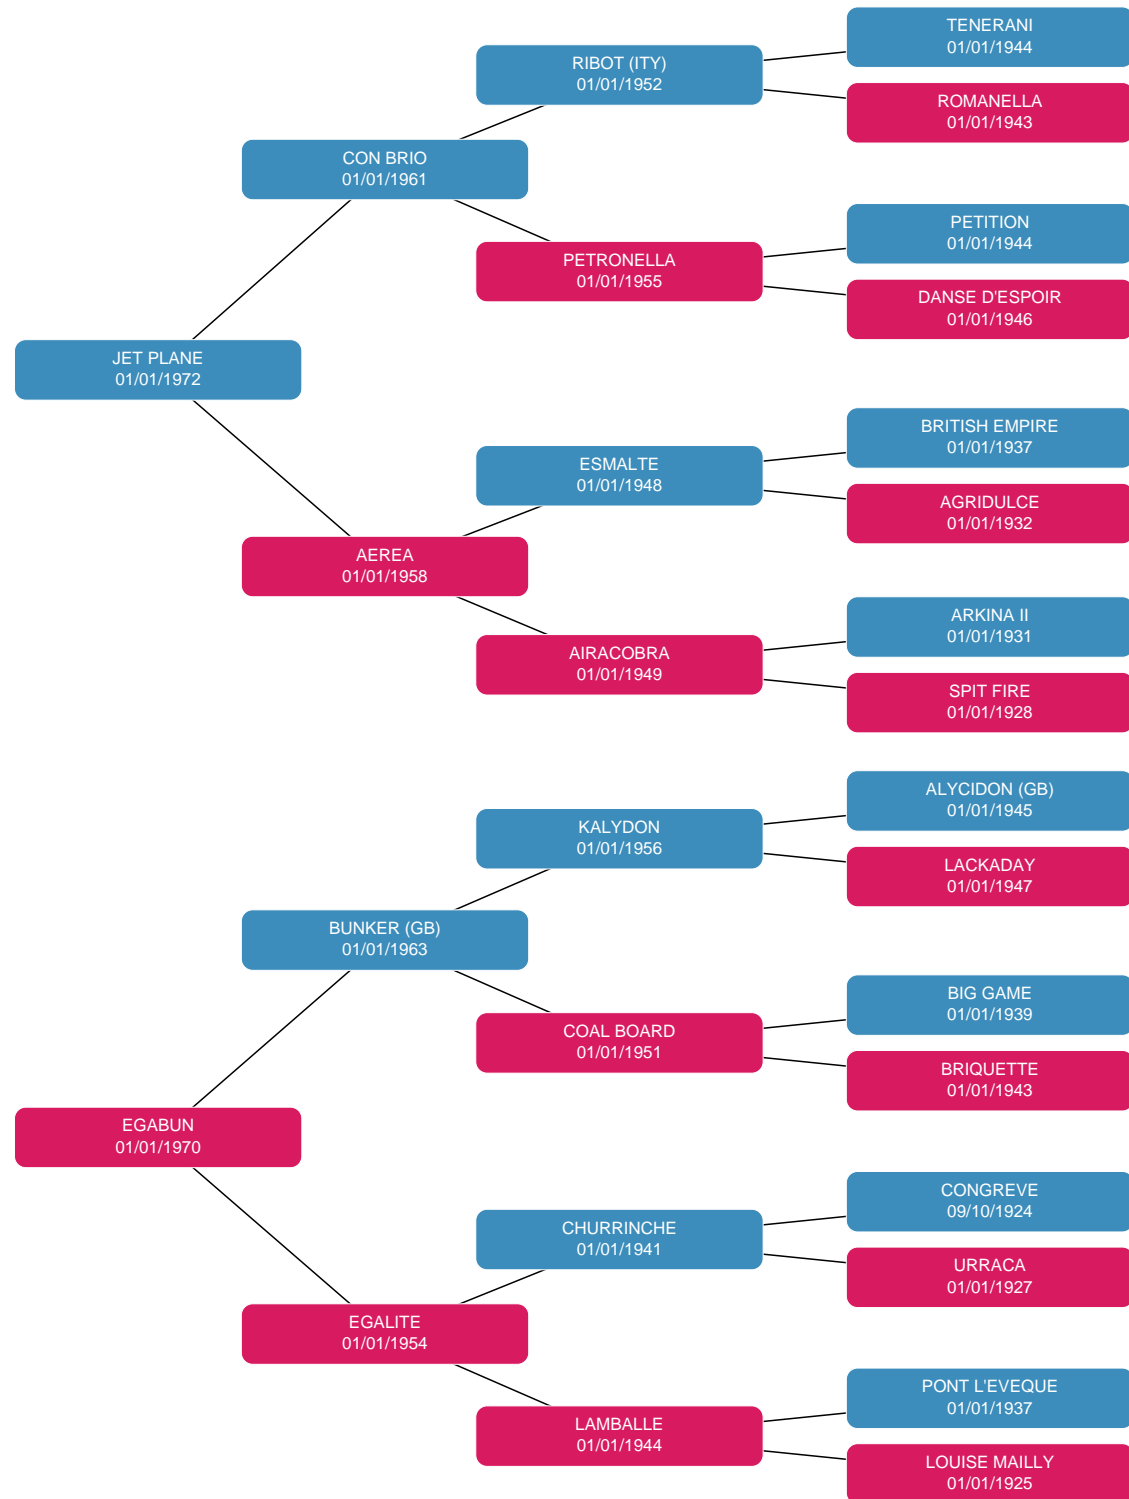 TENERANI
01/01/1944
RIBOT (ITY)
01/01/1952
ROMANELLA
01/01/1943
CON BRIO
01/01/1961
PETITION
01/01/1944
PETRONELLA
01/01/1955
DANSE D'ESPOIR
01/01/1946
JET PLANE
01/01/1972
BRITISH EMPIRE
01/01/1937
ESMALTE
01/01/1948
AGRIDULCE
01/01/1932
AEREA
01/01/1958
ARKINA II
01/01/1931
AIRACOBRA
01/01/1949
SPIT FIRE
01/01/1928
ALYCIDON (GB)
01/01/1945
KALYDON
01/01/1956
LACKADAY
01/01/1947
BUNKER (GB)
01/01/1963
BIG GAME
01/01/1939
COAL BOARD
01/01/1951
BRIQUETTE
01/01/1943
EGABUN
01/01/1970
CONGREVE
09/10/1924
CHURRINCHE
01/01/1941
URRACA
01/01/1927
EGALITE
01/01/1954
PONT L'EVEQUE
01/01/1937
LAMBALLE
01/01/1944
LOUISE MAILLY
01/01/1925